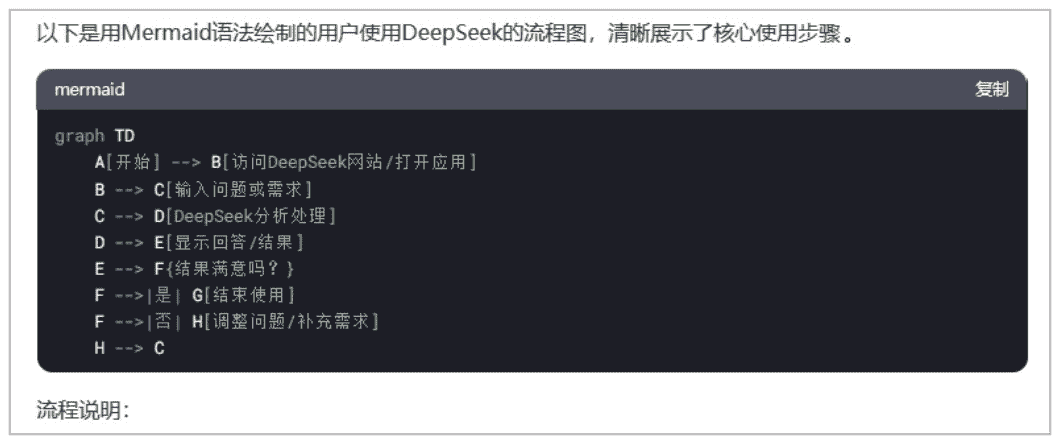 以下是用Mermaid语法绘制的用户使用DeepSeek的流程图，清晰展示了核心使用步骤。
mermaid 复制
graph TD
A[开始] --> B[访问DeepSeek网站/打开应用]
B --> C[输入问题或需求]
C --> D[DeepSeek分析处理]
D --> E[显示回答/结果]
E --> F{结果满意吗？}
F -->|是| G[结束使用]
F -->|否| H[调整问题/补充需求]
H --> C
流程说明：